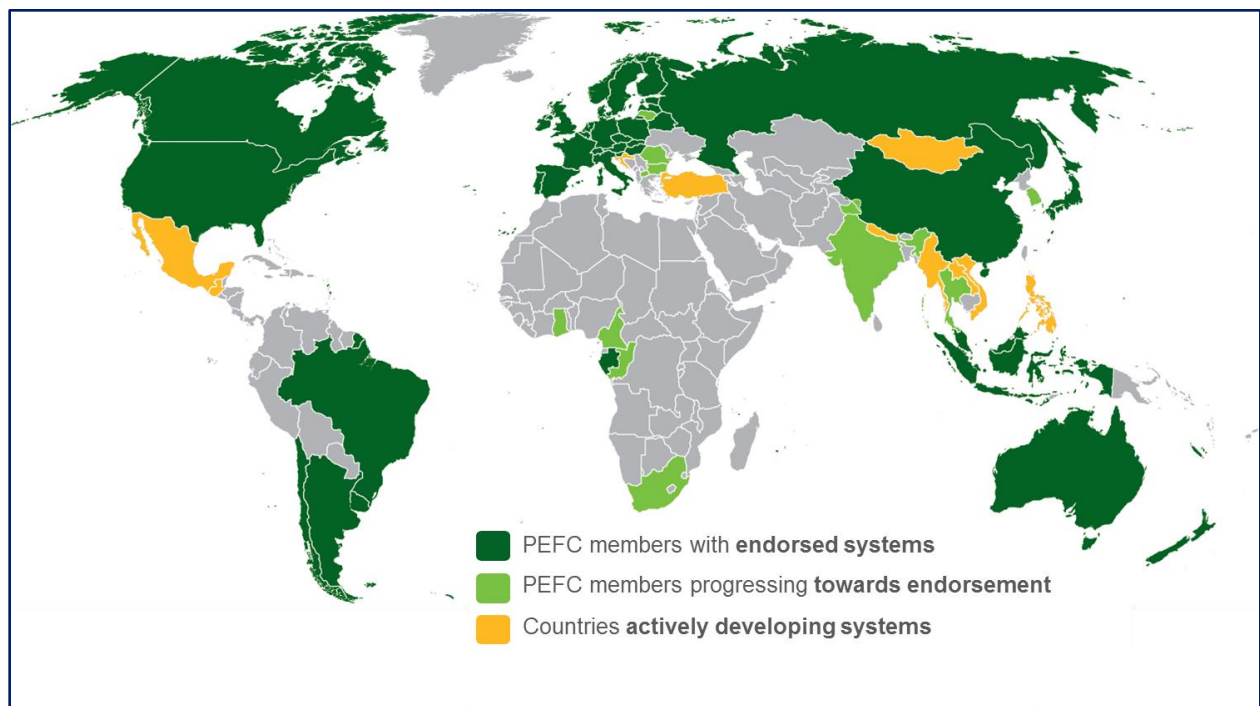 PEFC members with endorsed systems
PEFC members progressing towards endorsement
Countries actively developing systems